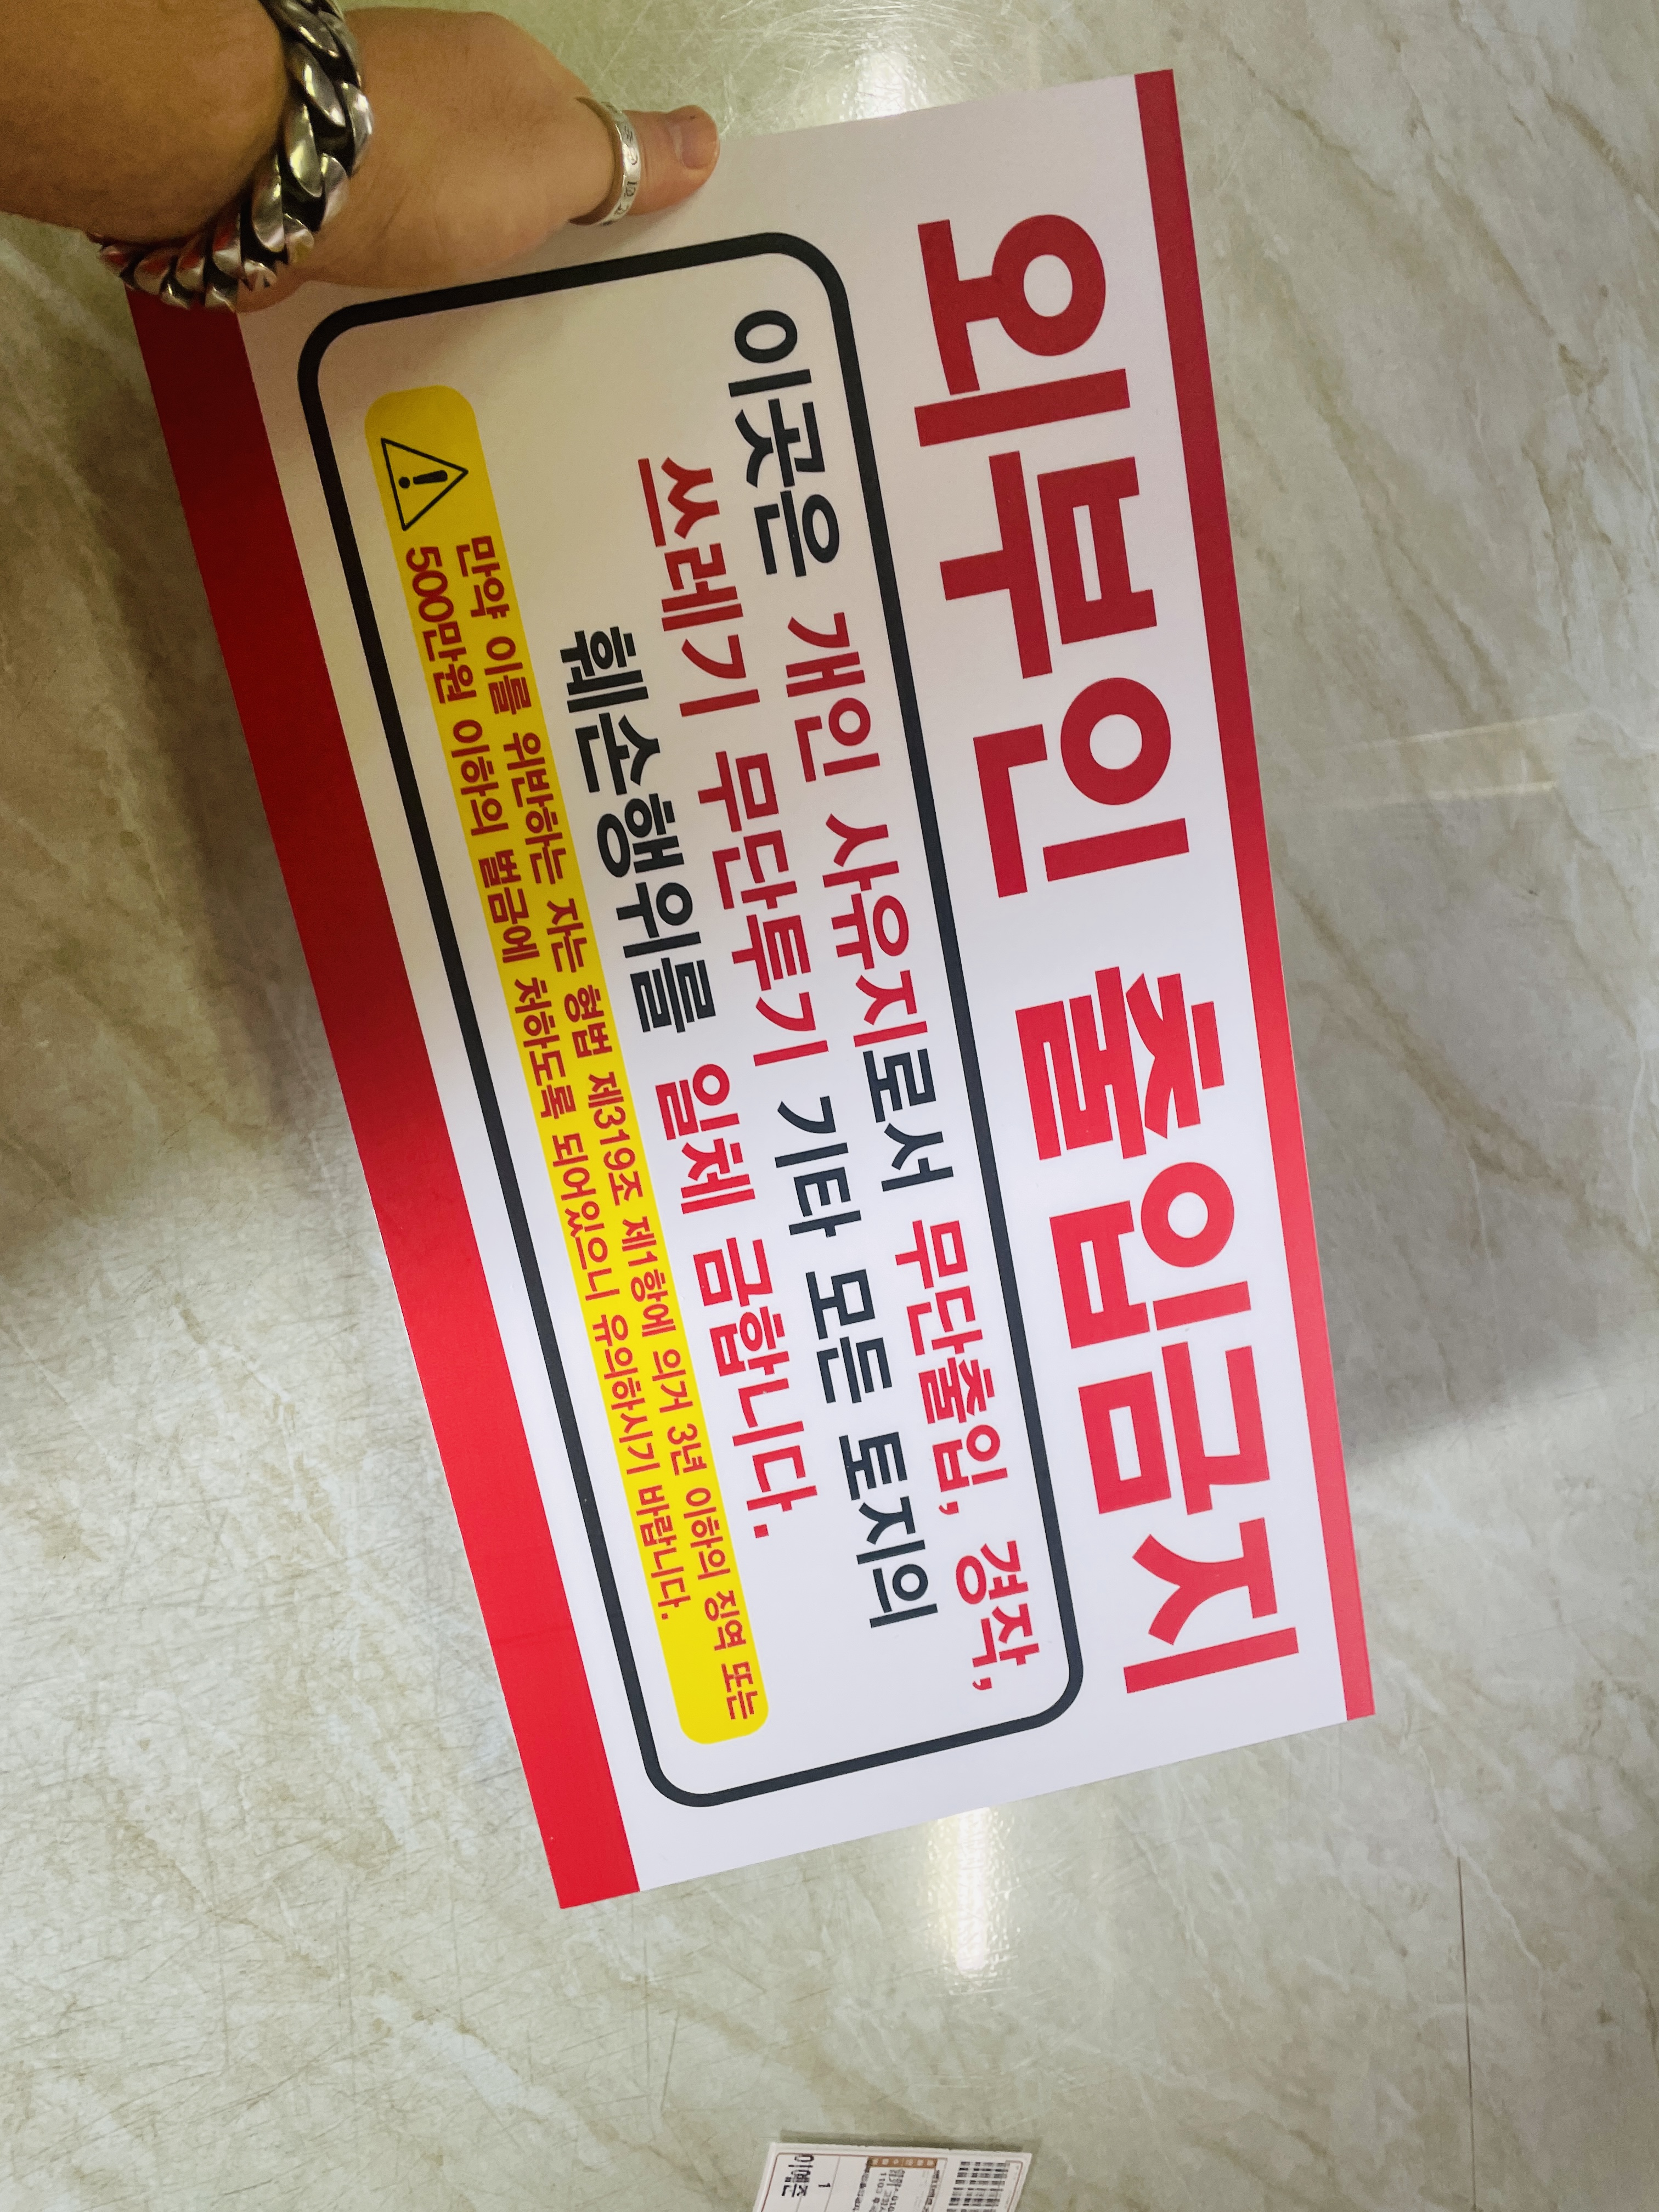 외부인 출입금지
이곳은 개인 사유지로서 무단출입, 경작,
쓰레기 무단투기 기타 모든 토지의
훼손행위를 일체 금합니다.
만약 이를 위반하는 자는 형법 제319조 제1항에 의거 3년 이하의 징역 또는
500만원 이하의 벌금에 처하도록 되어있으니 유의하시기 바랍니다.
1